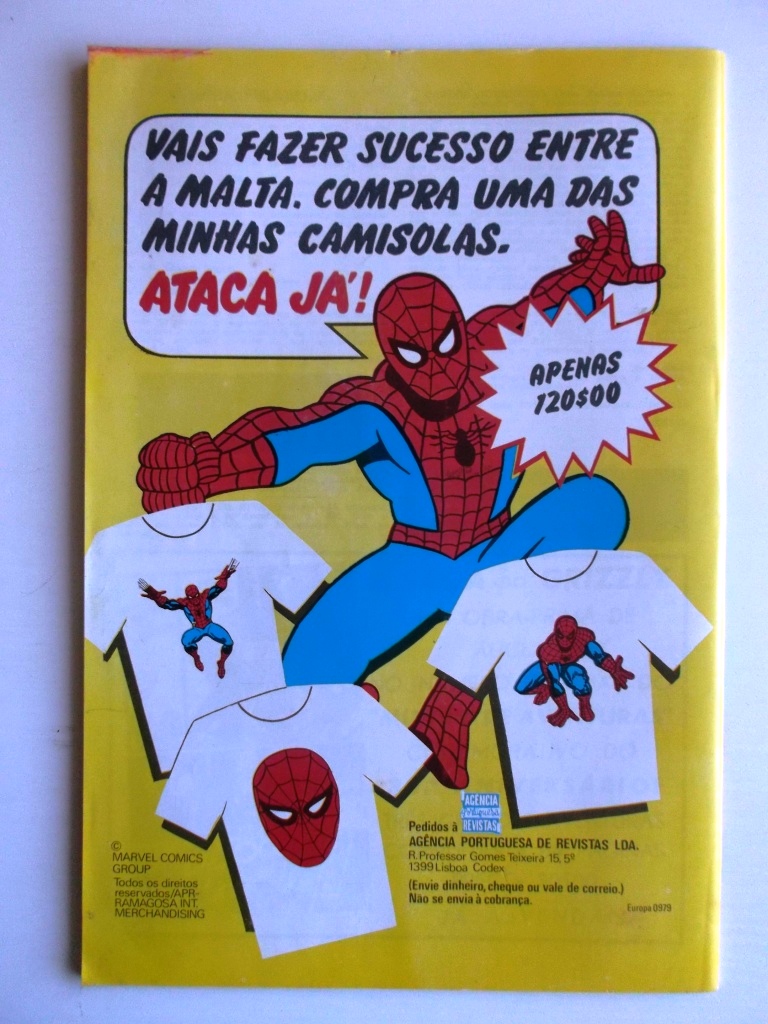 VAIS FAZER SUCESSO ENTRE
A MALTA. COMPRA UMA DAS
MINHAS CAMISOLAS.
ATACA JÁ!
APENAS
120$00
AGÊNCIA
Portuguesa
REVISTAS
Pedidos à
AGÊNCIA PORTUGUESA DE REVISTAS LDA.
R. Professor Gomes Teixeira 15, 5º
1399 Lisboa Codex
(Envie dinheiro, cheque ou vale de correio.)
Não se envia à cobrança.
Europa 0979
©
MARVEL COMICS
GROUP
Todos os direitos
reservados/APR-
RAMAGOSA INT.
MERCHANDISING